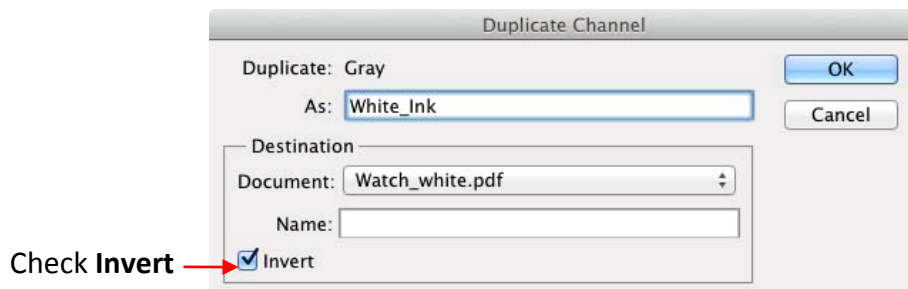 Duplicate Channel
Duplicate: Gray
OK
As: White_Ink
Cancel
Destination
Document: Watch_white.pdf
Name:
Check Invert
Invert